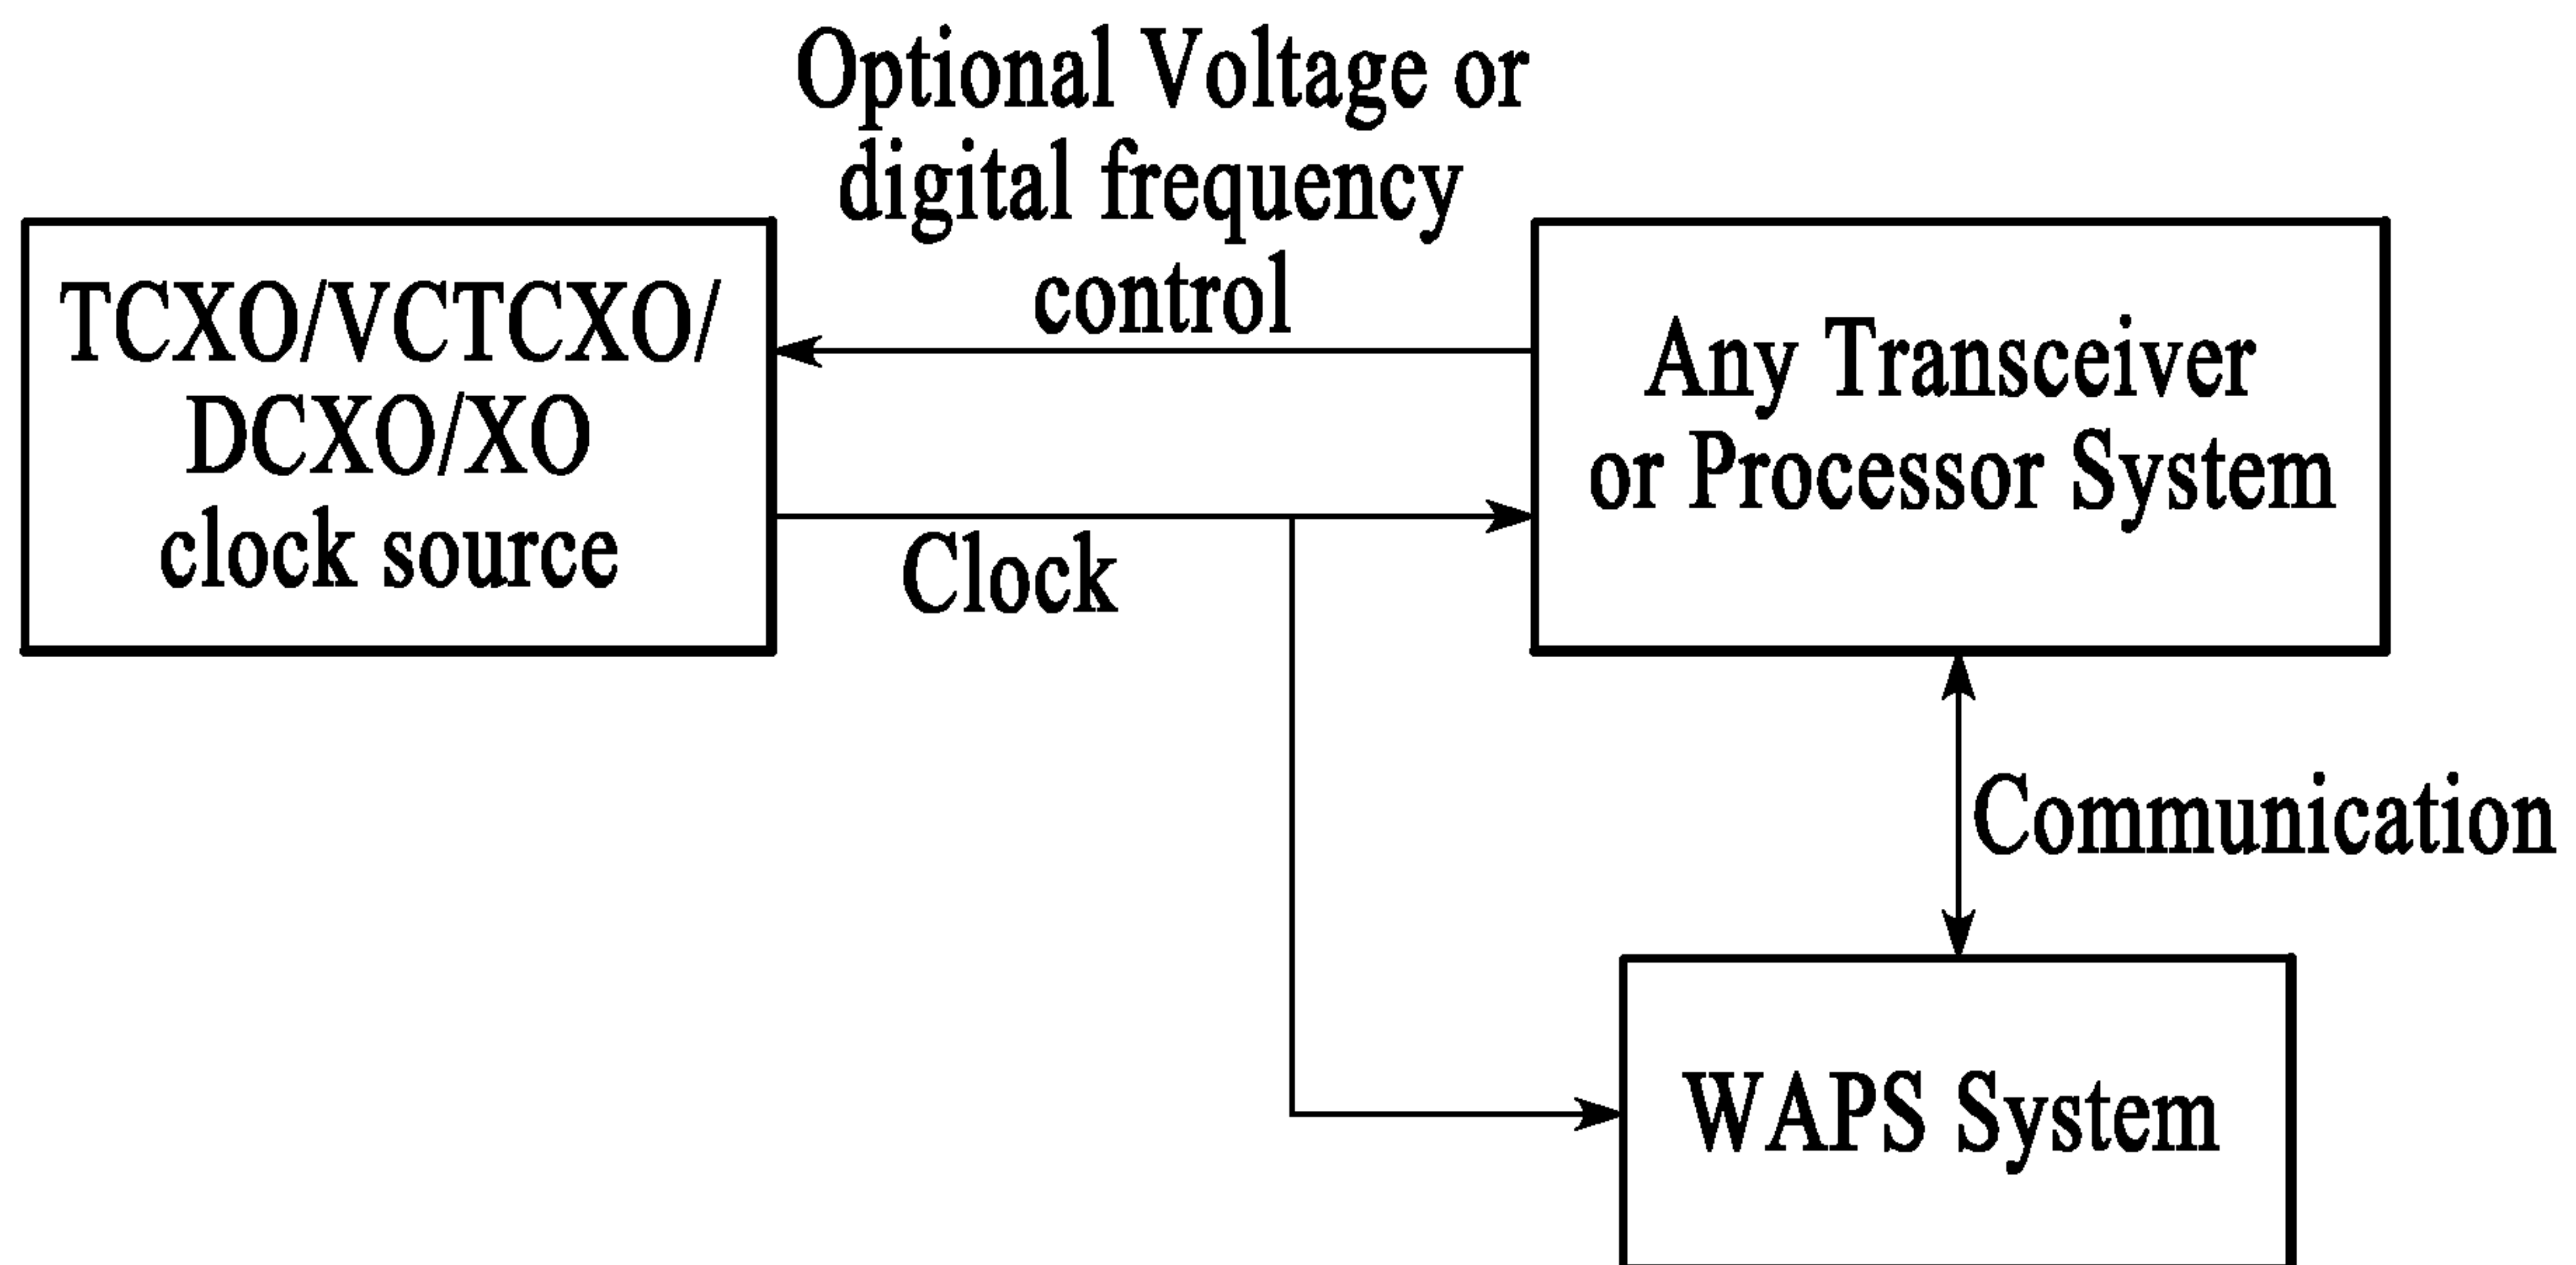 Optional Voltage or
digital frequency
control
TCXO/VCTCXO/
DCXO/XO
clock source
Any Transceiver
or Processor System
Clock
Communication
WAPS System